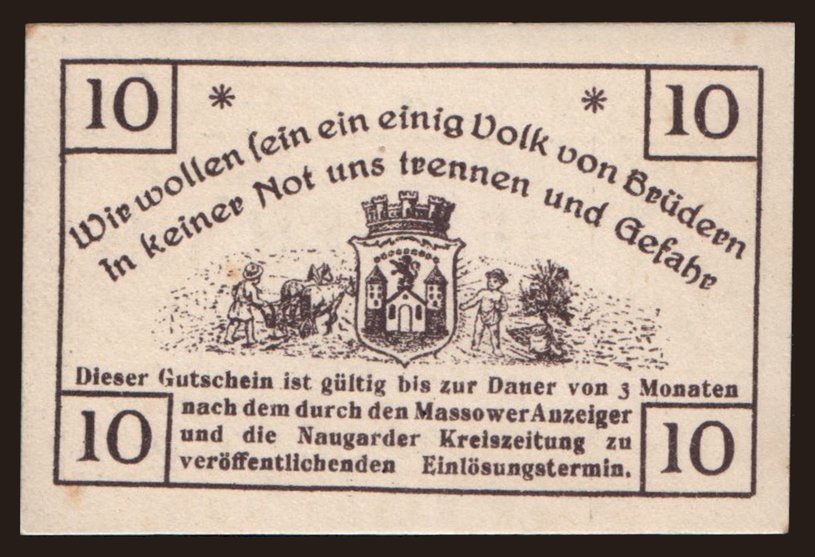 10 * * 10
Wir wollen sein ein einig Volk von Brüdern
In keiner Not uns trennen und Gefahr
Dieser Gutschein ist gültig bis zur Dauer von 3 Monaten
10 nach dem durch den Massower Anzeiger 10
und die Naugarder Kreiszeitung zu
veröffentlichenden Einlösungstermin.